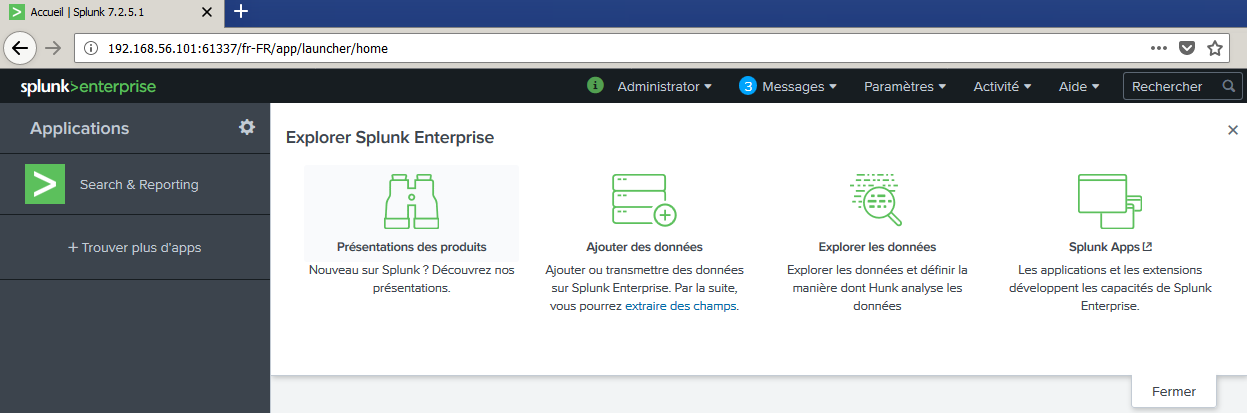 Accueil | Splunk 7.2.5.1
192.168.56.101:61337/fr-FR/app/launcher/home
splunk>enterprise
i
Administrator
3 Messages
Paramètres
Activité
Aide
Rechercher
Applications
Search & Reporting
+ Trouver plus d'apps
Explorer Splunk Enterprise
Présentations des produits
Nouveau sur Splunk ? Découvrez nos
présentations.
Ajouter des données
Ajouter ou transmettre des données
sur Splunk Enterprise. Par la suite,
vous pourrez extraire des champs.
Explorer les données
Explorer les données et définir la
manière dont Hunk analyse les
données
Splunk Apps
Les applications et les extensions
développent les capacités de Splunk
Enterprise.
Fermer